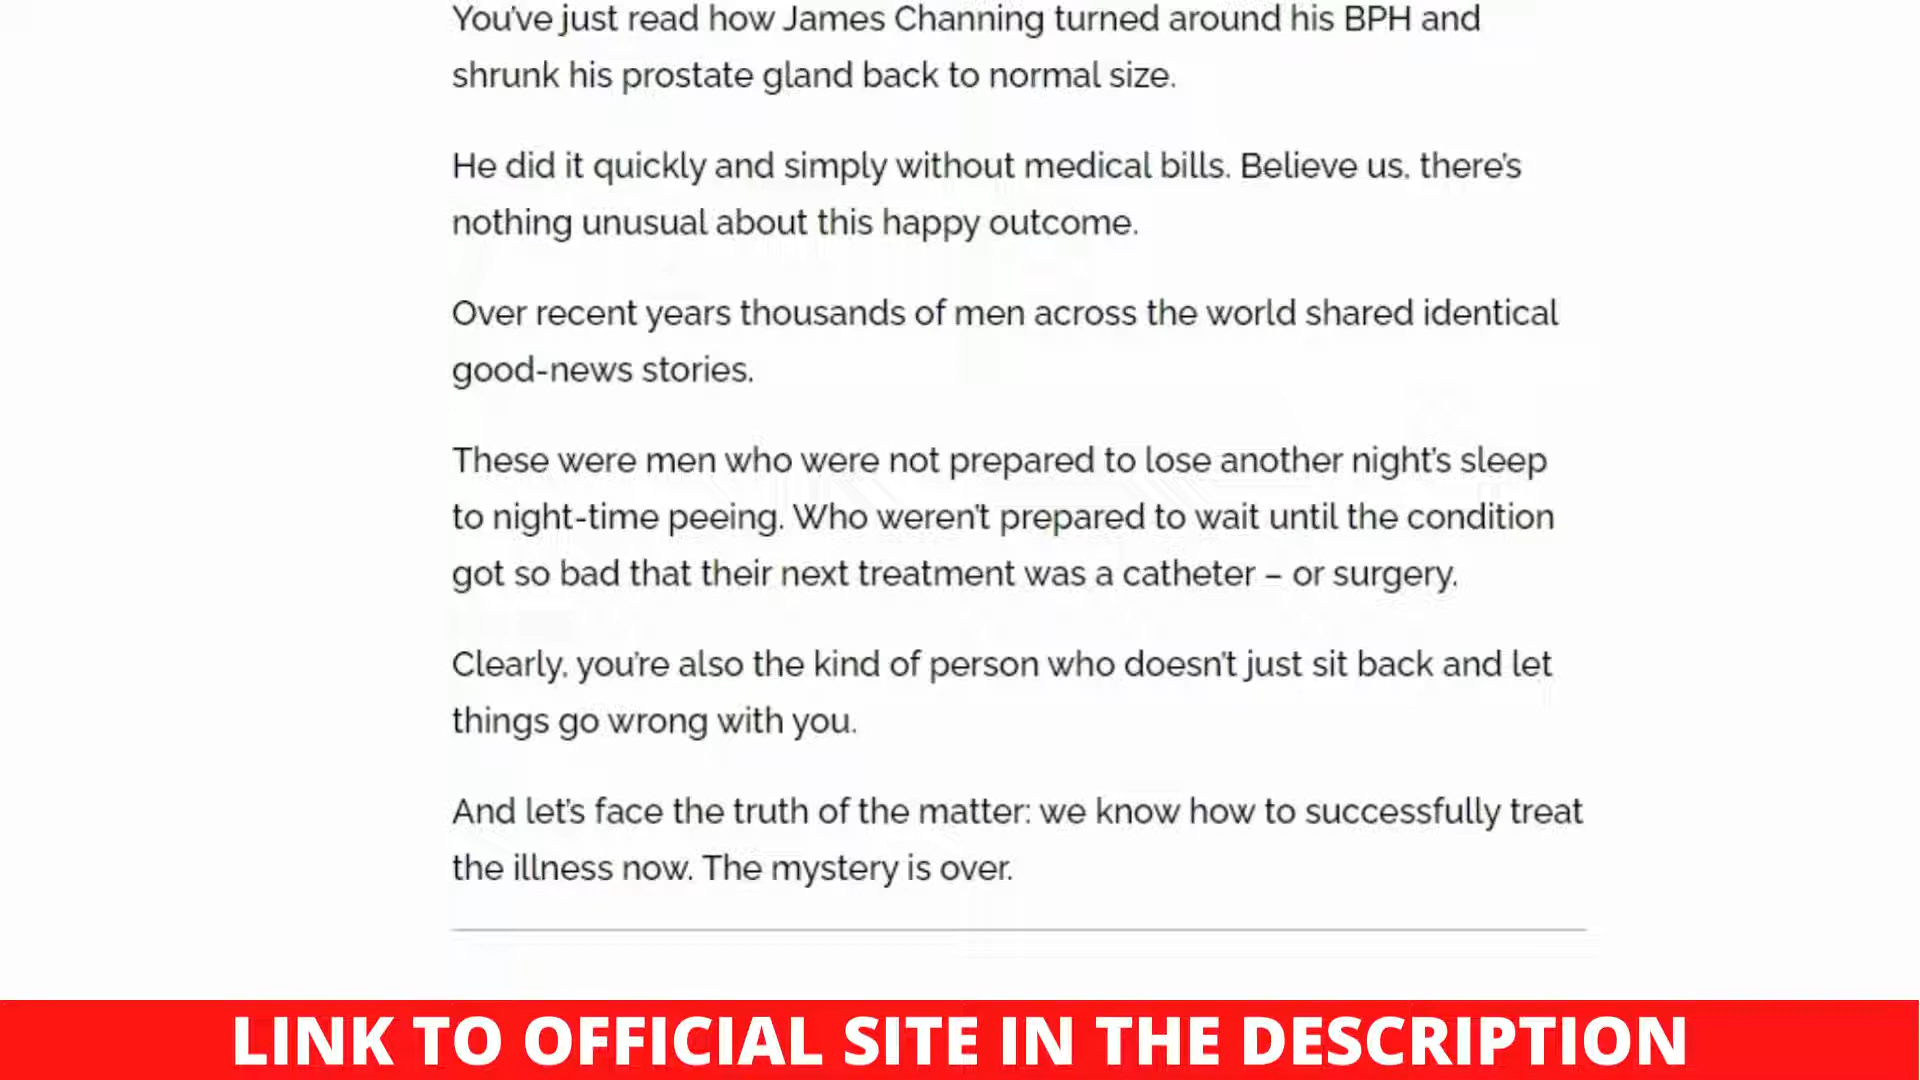 You've just read how James Channing turned around his BPH and
shrunk his prostate gland back to normal size.
He did it quickly and simply without medical bills. Believe us, there's
nothing unusual about this happy outcome.
Over recent years thousands of men across the world shared identical
good-news stories.
These were men who were not prepared to lose another night's sleep
to night-time peeing. Who weren't prepared to wait until the condition
got so bad that their next treatment was a catheter – or surgery.
Clearly, you're also the kind of person who doesn't just sit back and let
things go wrong with you.
And let's face the truth of the matter: we know how to successfully treat
the illness now. The mystery is over.
LINK TO OFFICIAL SITE IN THE DESCRIPTION